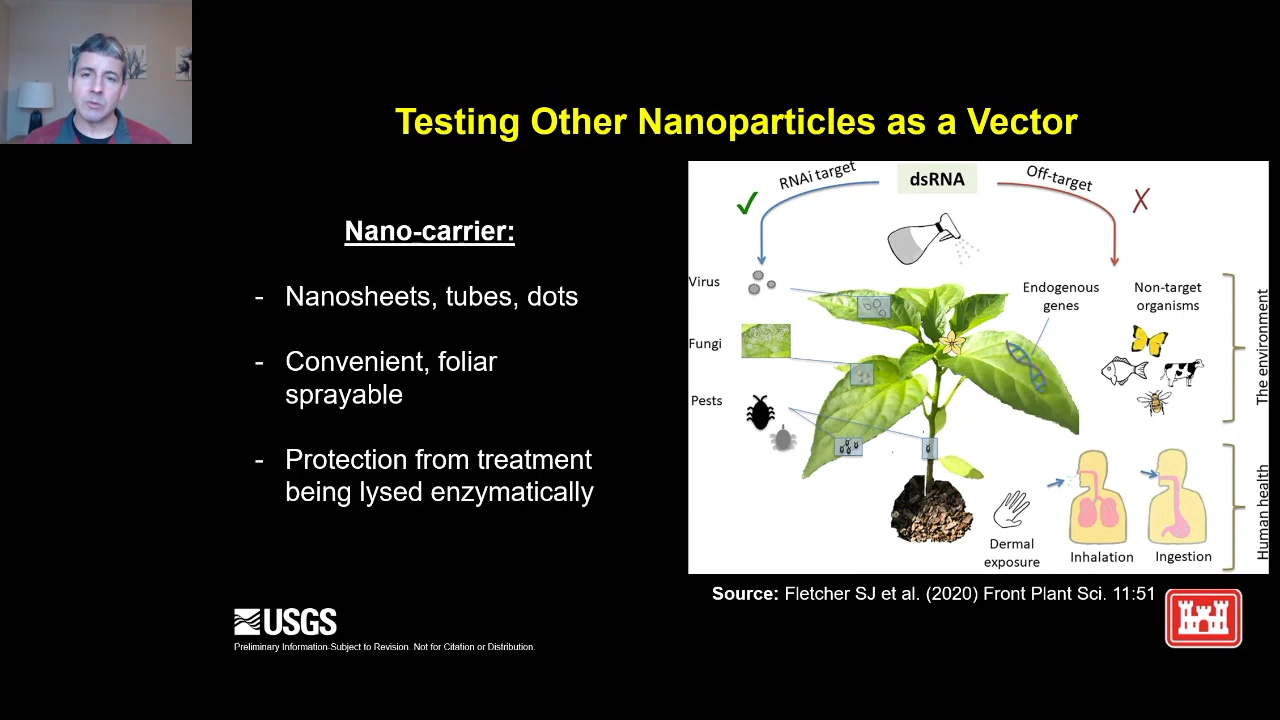 Testing Other Nanoparticles as a Vector
Nano-carrier:
- Nanosheets, tubes, dots
- Convenient, foliar
sprayable
- Protection from treatment
being lysed enzymatically
RNAi target
dsRNA
Off-target
Virus
Fungi
Pests
Endogenous
genes
Non-target
organisms
The environment
Dermal
exposure
Inhalation
Ingestion
Human health
Source: Fletcher SJ et al. (2020) Front Plant Sci. 11:51
USGS
Preliminary Information-Subject to Revision. Not for Citation or Distribution.